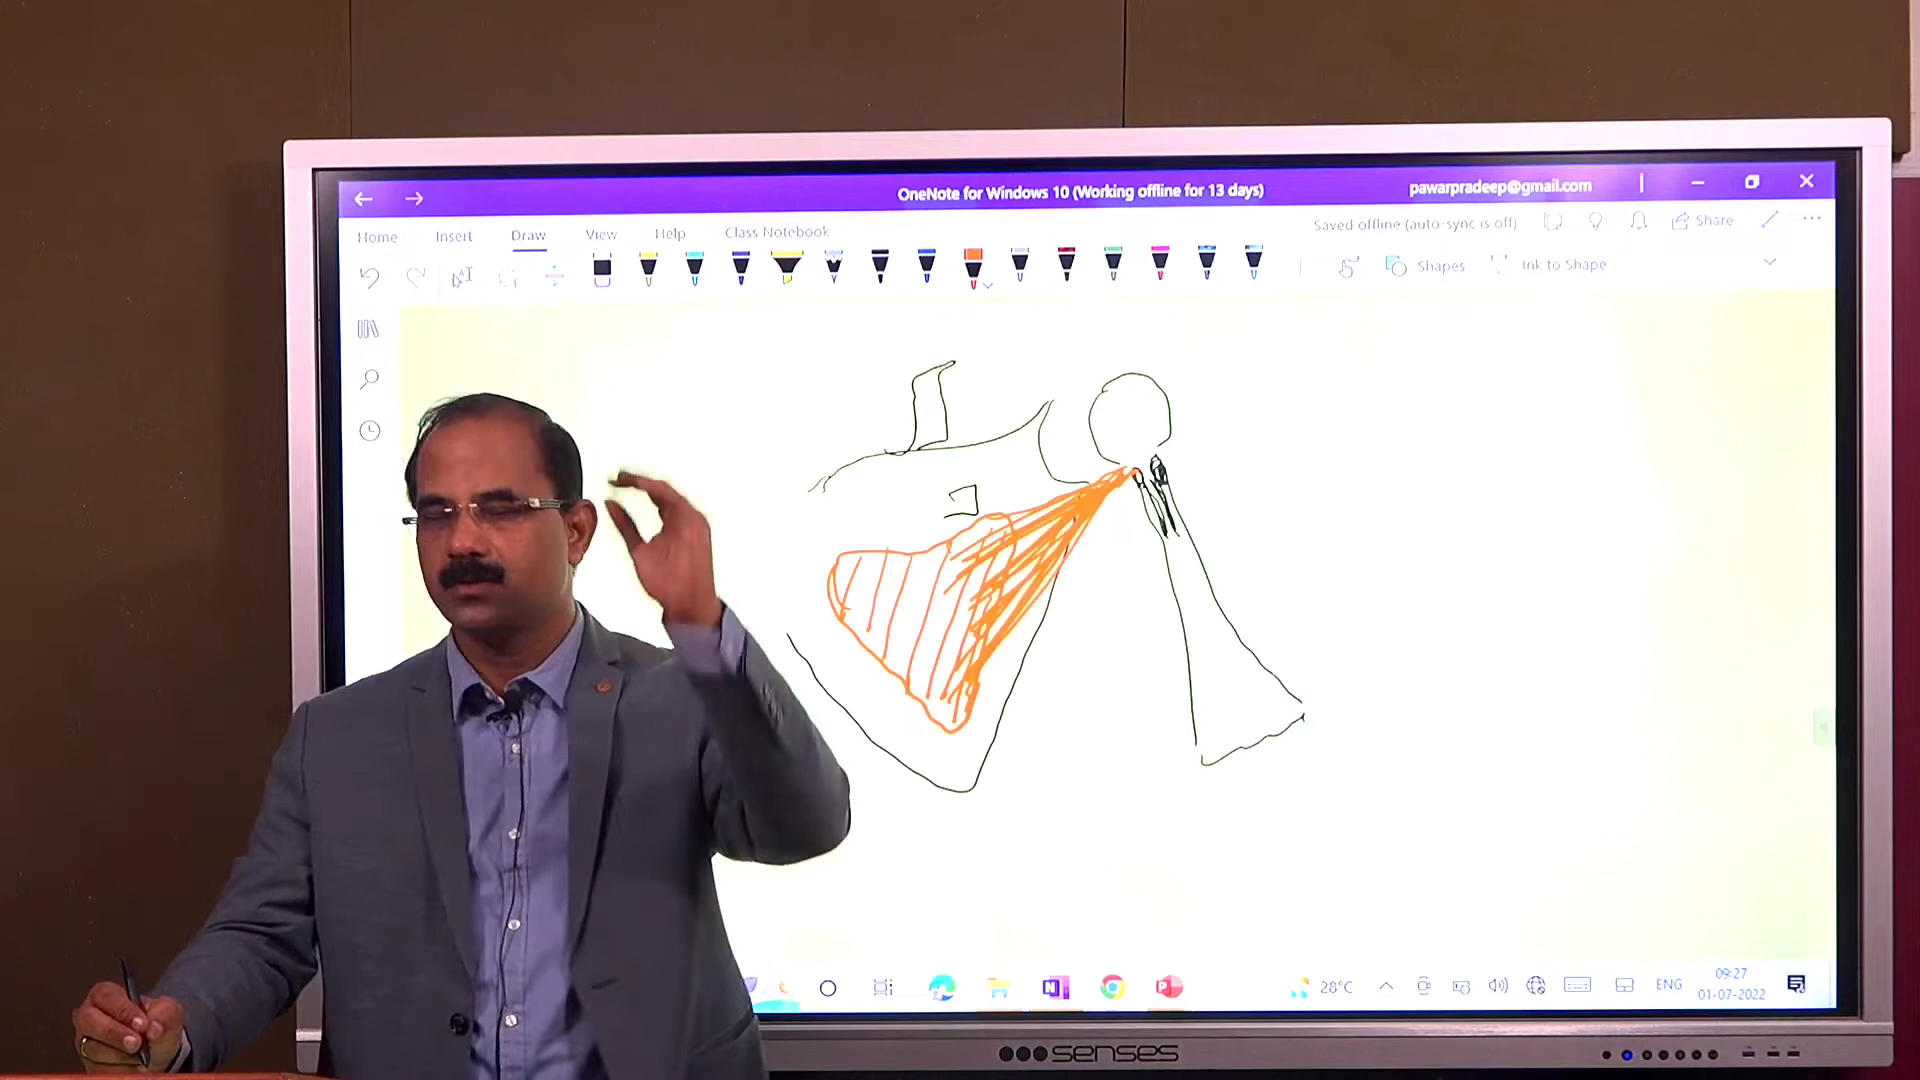 OneNote for Windows 10 (Working offline for 13 days)
pawarpradeep@gmail.com
Home Insert Draw View Help Class Notebook
Saved offline (auto-sync is off)
Share
Shapes
Ink to Shape
28°C
ENG
09:27
01-07-2022
senses